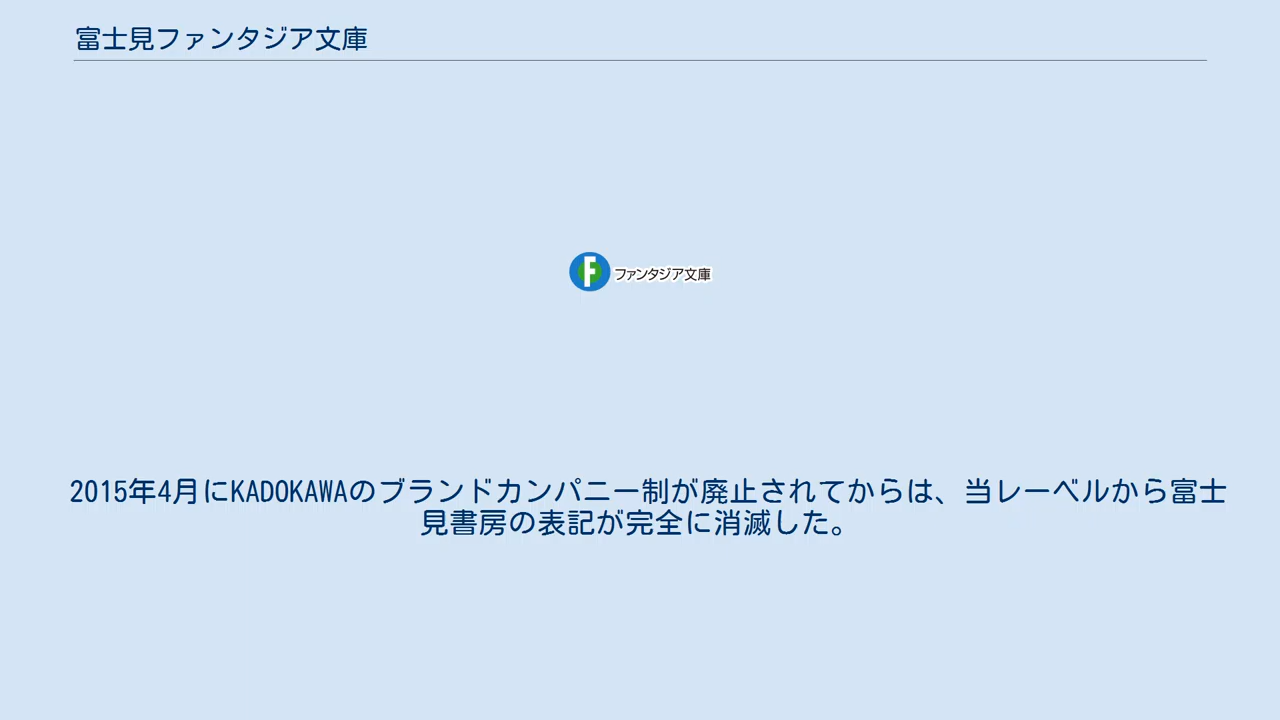 富士見ファンタジア文庫
F ファンタジア文庫
2015年4月にKADOKAWAのブランドカンパニー制が廃止されてからは、当レーベルから富士
見書房の表記が完全に消滅した。